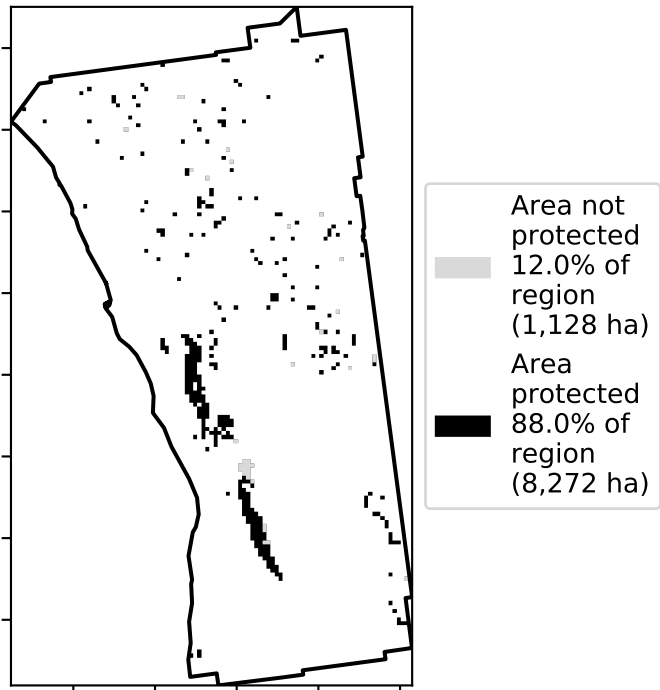 Area not
protected
12.0% of
region
(1,128 ha)
Area
protected
88.0% of
region
(8,272 ha)